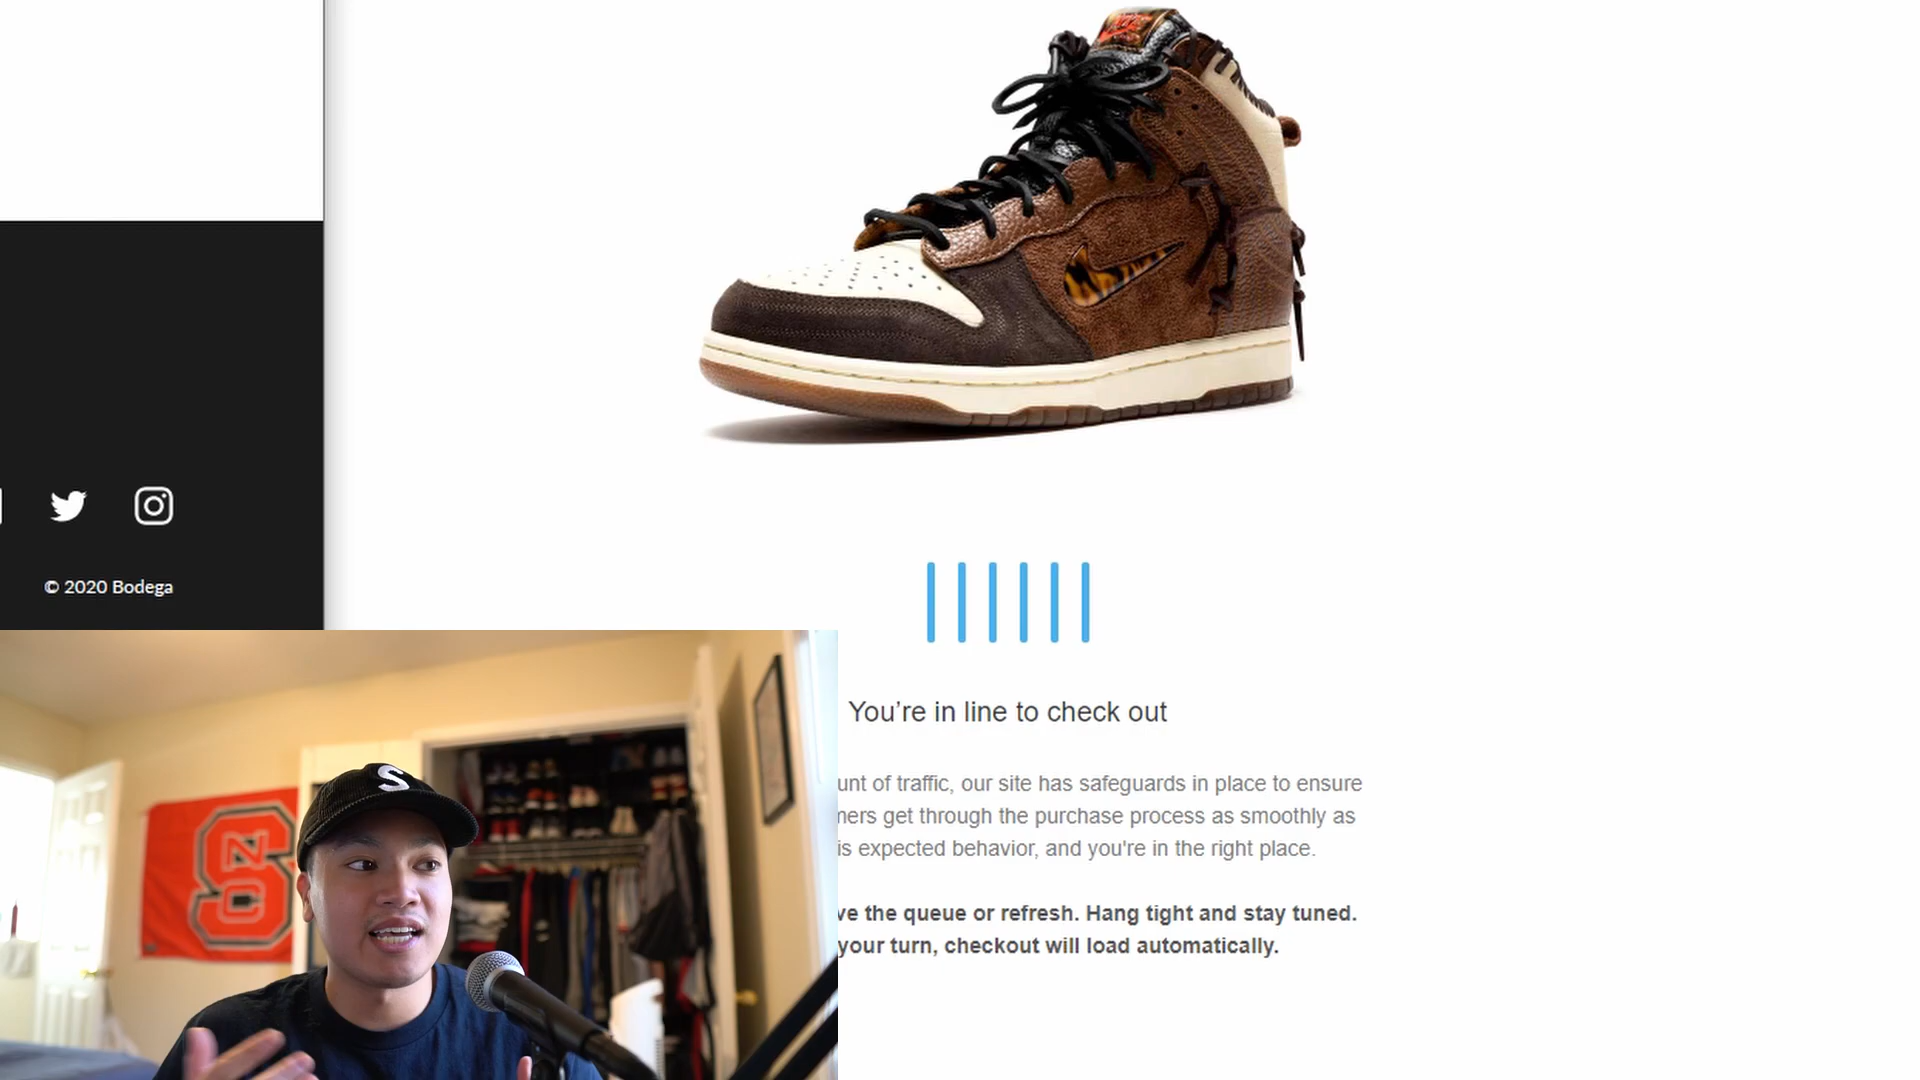 © 2020 Bodega
You’re in line to check out
unt of traffic, our site has safeguards in place to ensure
mers get through the purchase process as smoothly as
is expected behavior, and you're in the right place.
ve the queue or refresh. Hang tight and stay tuned.
your turn, checkout will load automatically.
NC
S
S